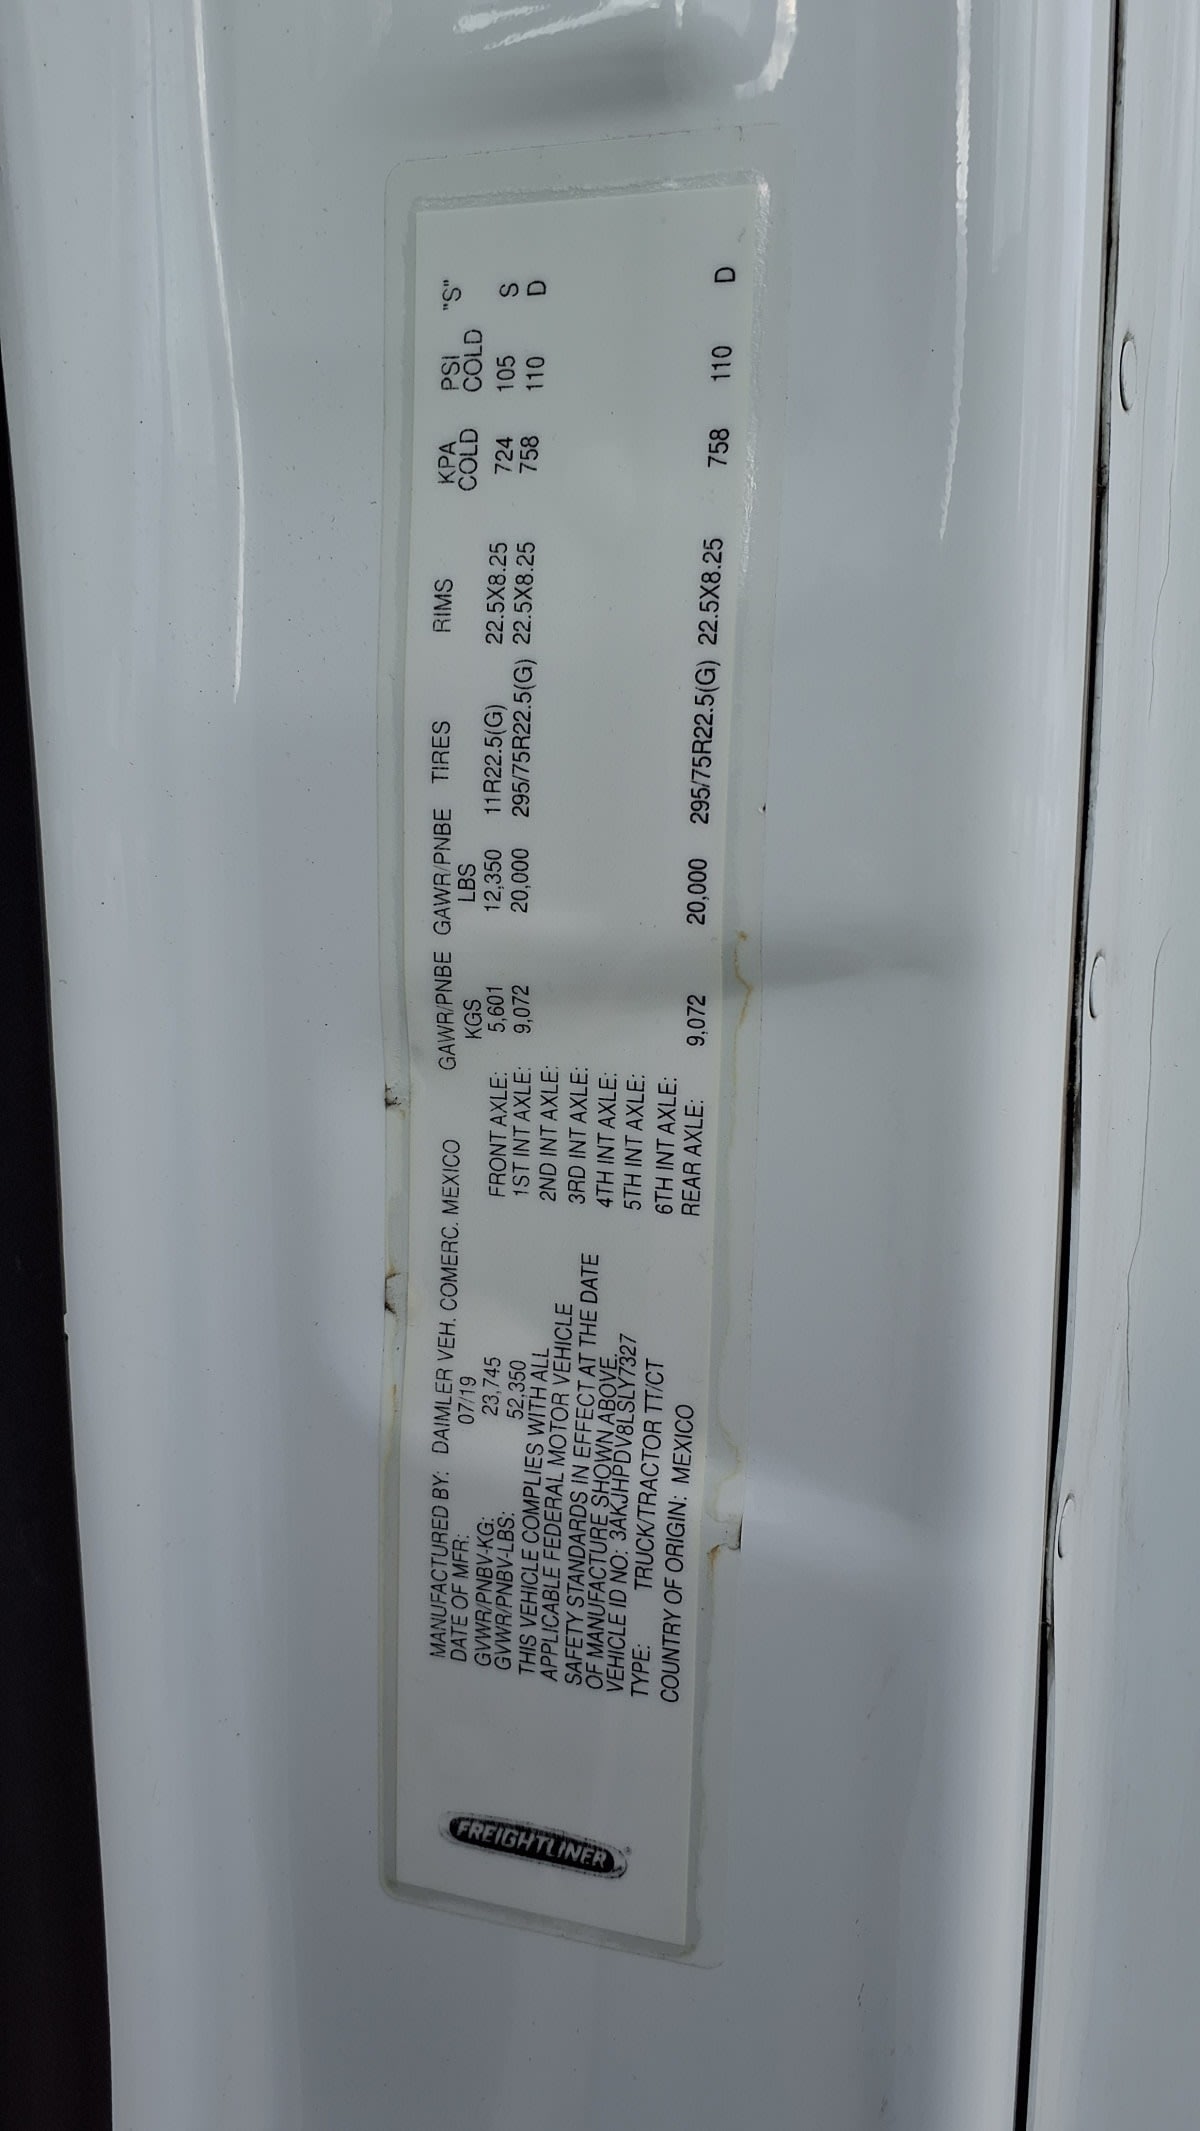 FREIGHTLINER
MANUFACTURED BY: DAIMLER VEH. COMERC. MEXICO
DATE OF MFR: 07/19
GVWR/PNBV-KG: 23,745
GVWR/PNBV-LBS: 52,350
THIS VEHICLE COMPLIES WITH ALL
APPLICABLE FEDERAL MOTOR VEHICLE
SAFETY STANDARDS IN EFFECT AT THE DATE
OF MANUFACTURE SHOWN ABOVE.
VEHICLE ID NO: 3AKJHPDV8LSLY7327
TYPE: TRUCK/TRACTOR TT/CT
COUNTRY OF ORIGIN: MEXICO
GAWR/PNBE GAWR/PNBE TIRES RIMS KPA PSI "S"
KGS LBS COLD COLD
FRONT AXLE: 5,601 12,350 11R22.5(G) 22.5X8.25 724 105 S
1ST INT AXLE: 9,072 20,000 295/75R22.5(G) 22.5X8.25 758 110 D
2ND INT AXLE:
3RD INT AXLE:
4TH INT AXLE:
5TH INT AXLE:
6TH INT AXLE:
REAR AXLE: 9,072 20,000 295/75R22.5(G) 22.5X8.25 758 110 D